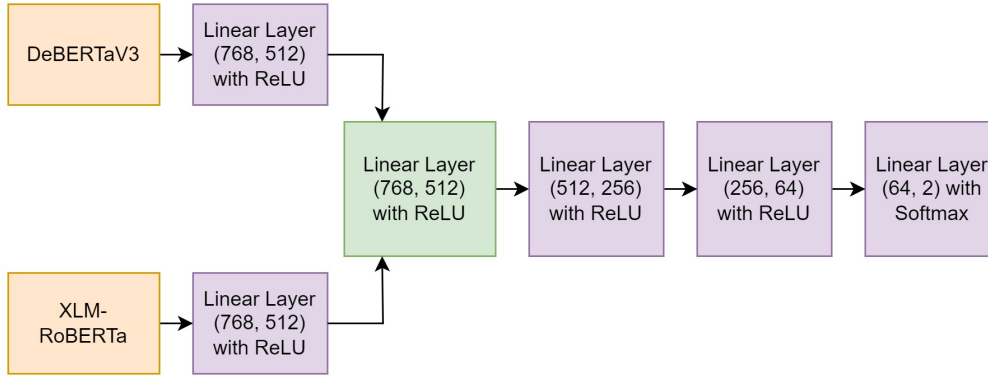 DeBERTaV3
Linear Layer
(768, 512)
with ReLU
Linear Layer
(768, 512)
with ReLU
Linear Layer
(512, 256)
with ReLU
Linear Layer
(256, 64)
with ReLU
Linear Layer
(64, 2) with
Softmax
XLM-
RoBERTa
Linear Layer
(768, 512)
with ReLU